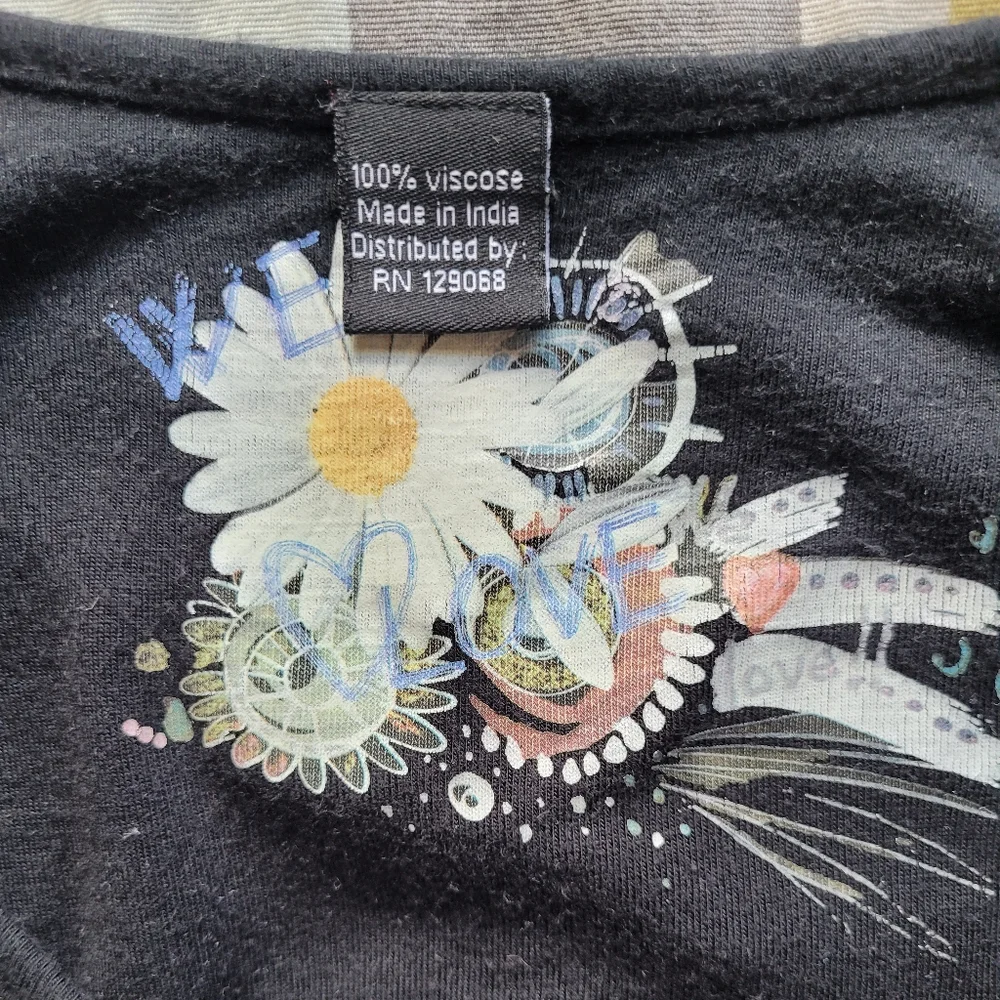 100% viscose
Made in India
Distributed by:
RN 129068
WE
LOVE
love